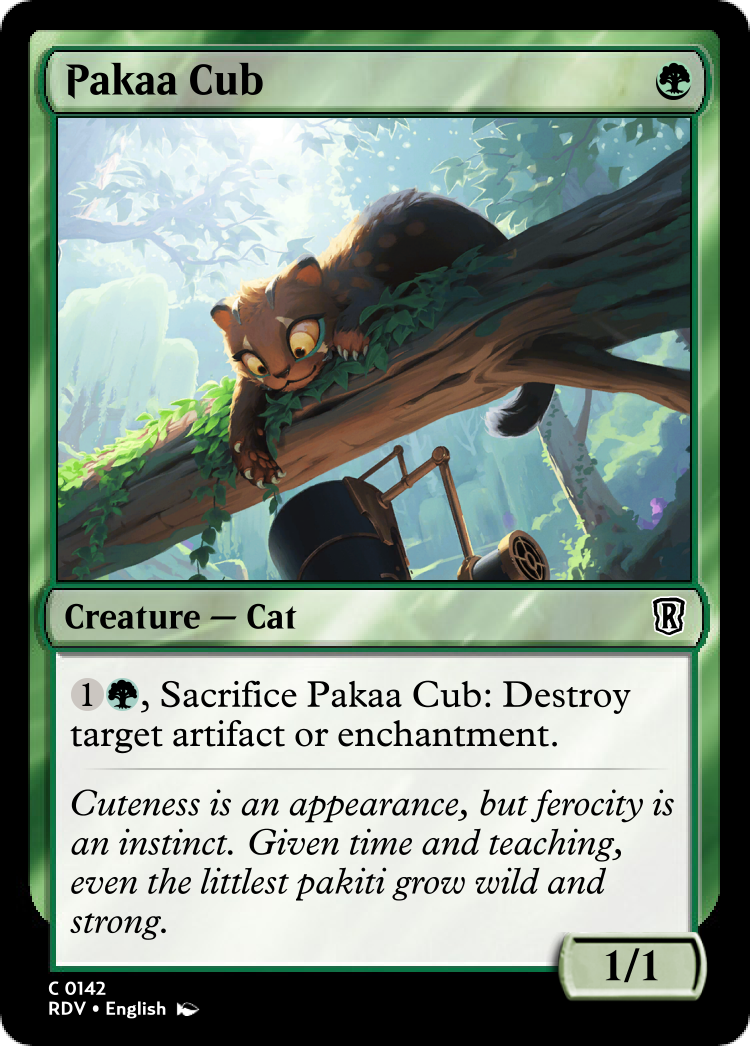 Pakaa Cub
Creature — Cat
R
1, Sacrifice Pakaa Cub: Destroy
target artifact or enchantment.
Cuteness is an appearance, but ferocity is
an instinct. Given time and teaching,
even the littlest pakiti grow wild and
strong.
1/1
C 0142
RDV • English